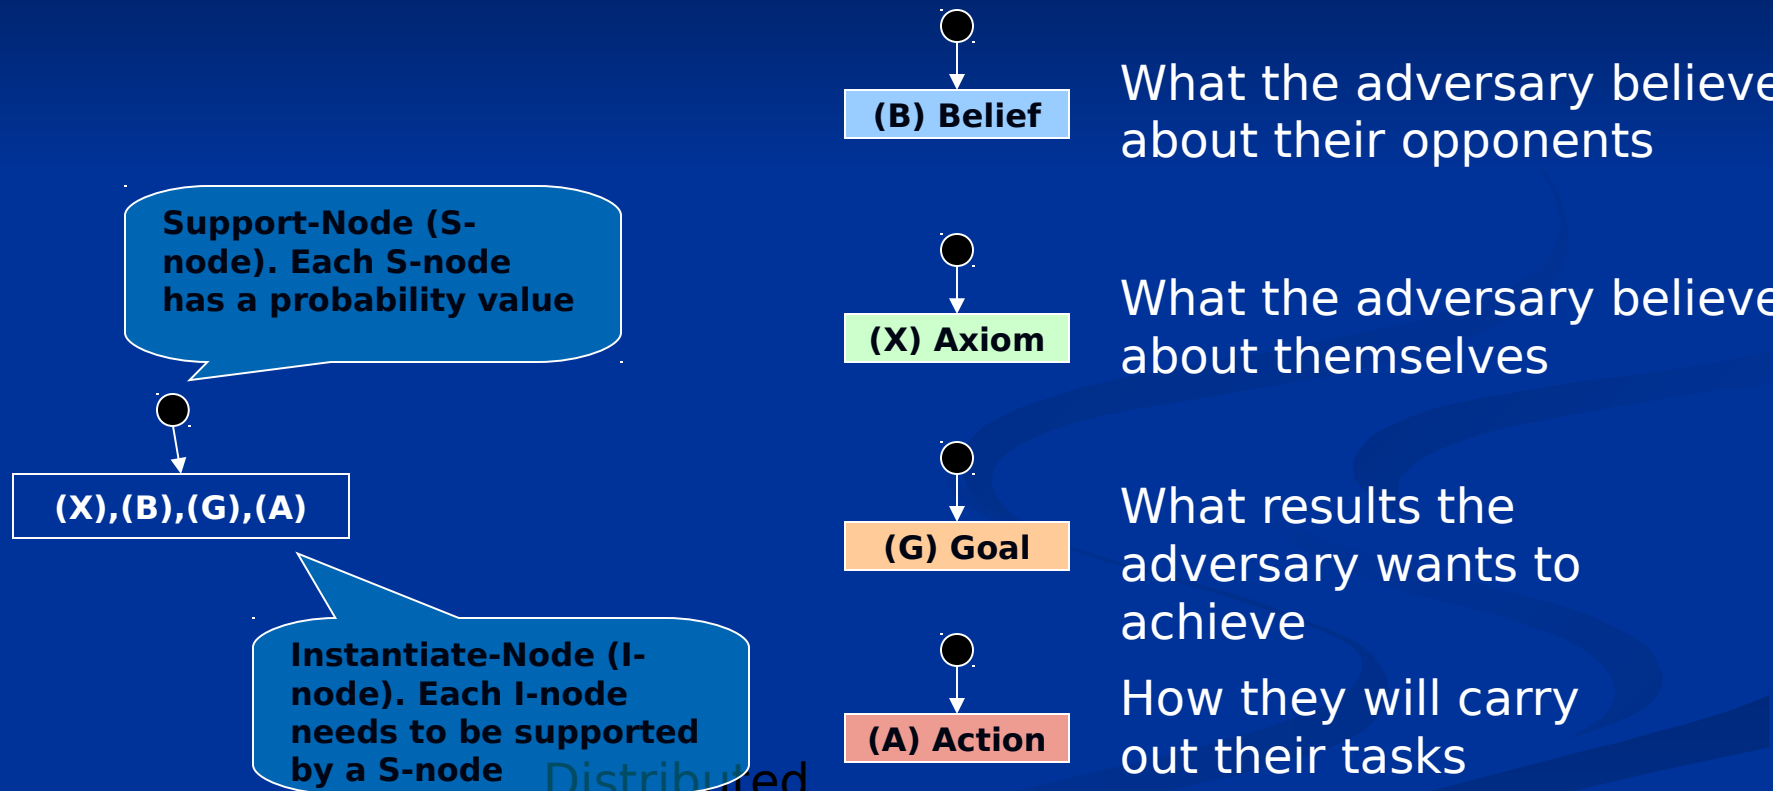 (B) Belief
What the adversary believe
about their opponents
Support-Node (S-
node). Each S-node
has a probability value
(X) Axiom
What the adversary believe
about themselves
(X),(B),(G),(A)
(G) Goal
What results the
adversary wants to
achieve
Instantiate-Node (I-
node). Each I-node
needs to be supported
by a S-node
(A) Action
How they will carry
out their tasks
Distributed